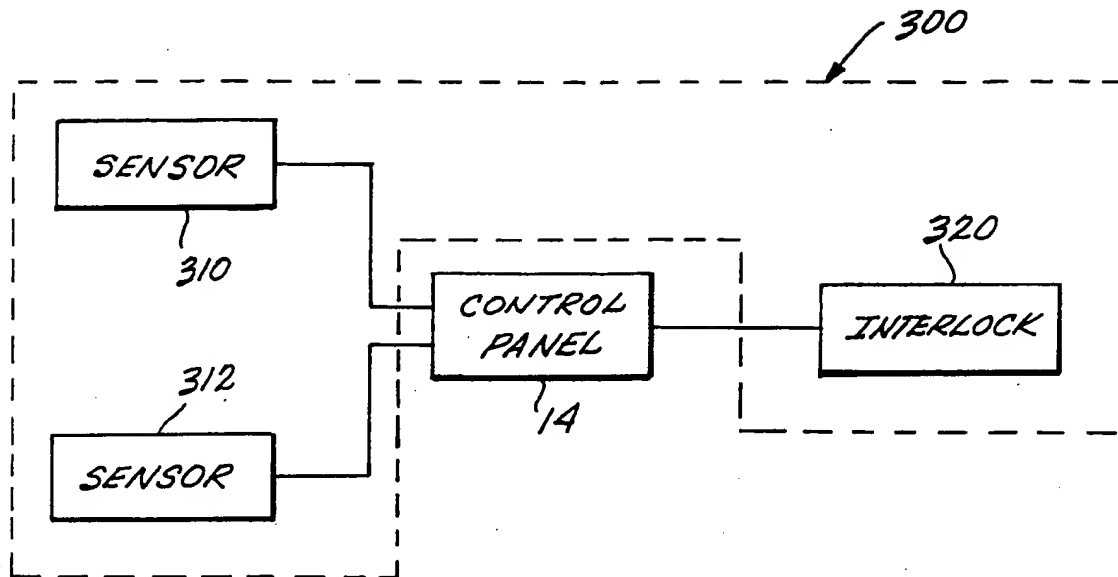 300
SENSOR
310
320
CONTROL
PANEL
INTERLOCK
14
312
SENSOR